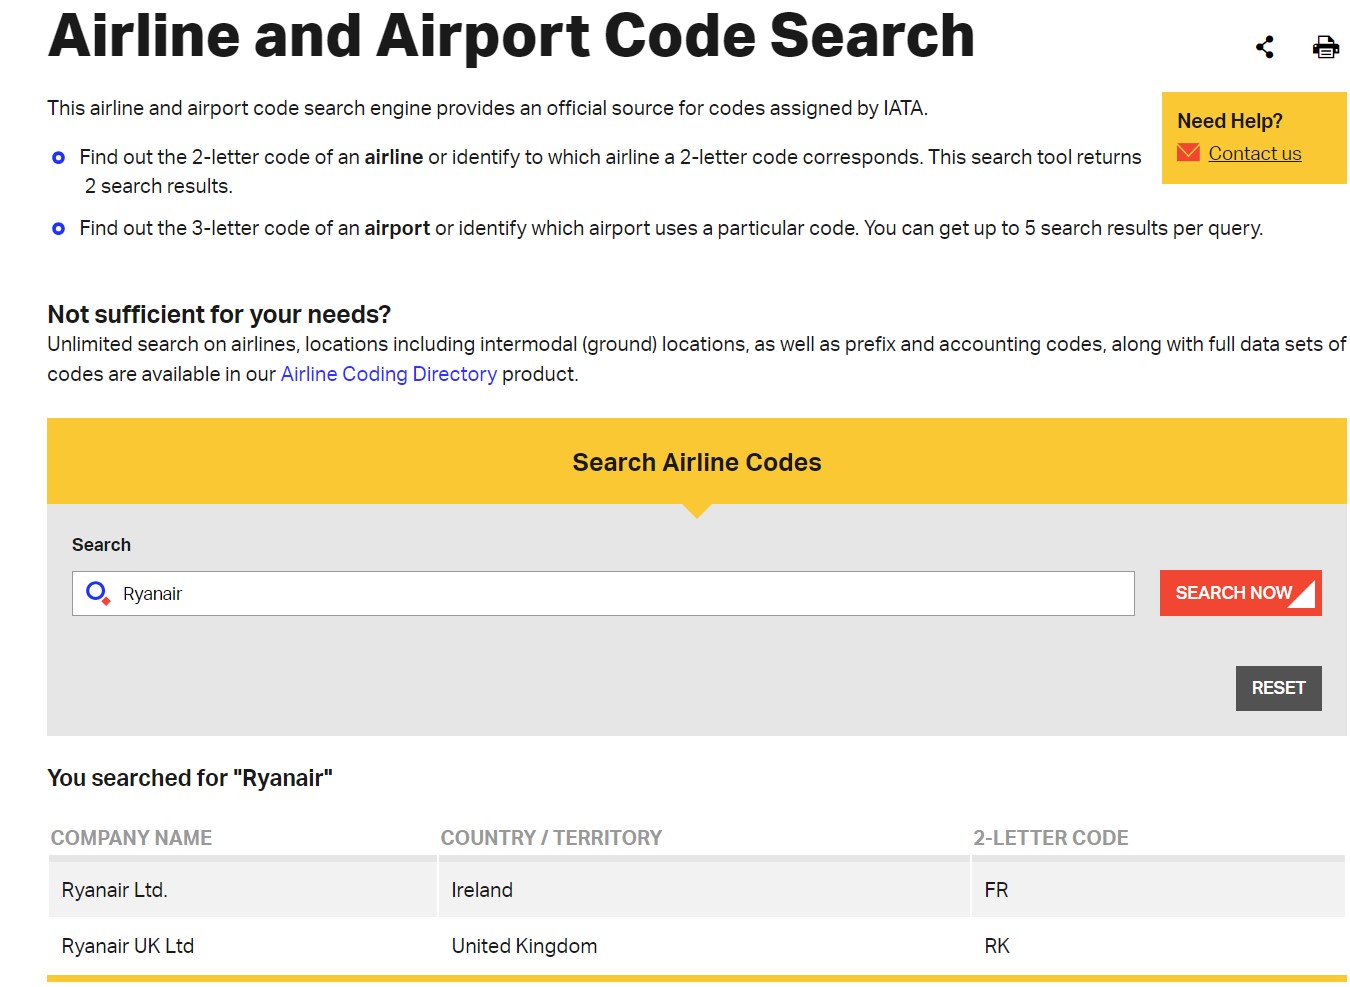 Airline and Airport Code Search
This airline and airport code search engine provides an official source for codes assigned by IATA.
Need Help?
Contact us
Find out the 2-letter code of an airline or identify to which airline a 2-letter code corresponds. This search tool returns
2 search results.
Find out the 3-letter code of an airport or identify which airport uses a particular code. You can get up to 5 search results per query.
Not sufficient for your needs?
Unlimited search on airlines, locations including intermodal (ground) locations, as well as prefix and accounting codes, along with full data sets of
codes are available in our Airline Coding Directory product.
Search Airline Codes
Search
Ryanair
SEARCH NOW
RESET
You searched for "Ryanair"
COMPANY NAME COUNTRY / TERRITORY 2-LETTER CODE
Ryanair Ltd. Ireland FR
Ryanair UK Ltd United Kingdom RK